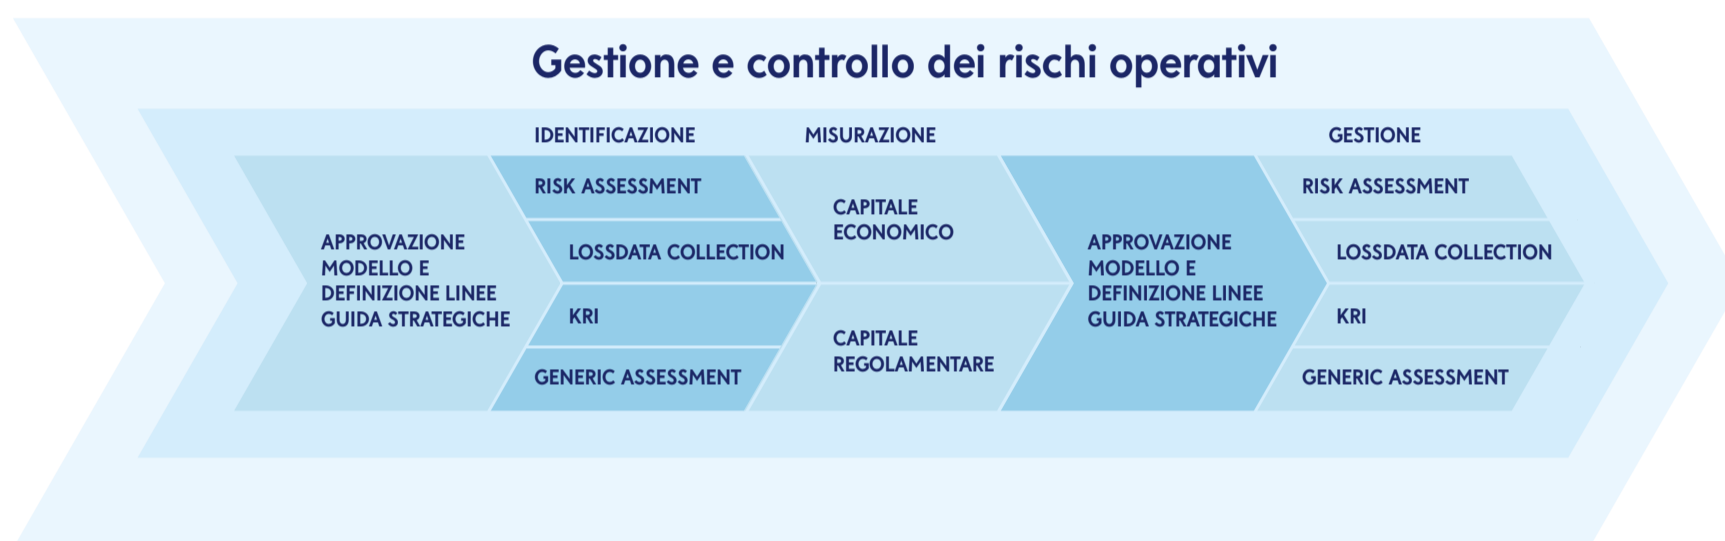 Gestione e controllo dei rischi operativi
IDENTIFICAZIONE
MISURAZIONE
GESTIONE
APPROVAZIONE
MODELLO E
DEFINIZIONE LINEE
GUIDA STRATEGICHE
RISK ASSESSMENT
LOSSDATA COLLECTION
KRI
GENERIC ASSESSMENT
CAPITALE
ECONOMICO
CAPITALE
REGOLAMENTARE
APPROVAZIONE
MODELLO E
DEFINIZIONE LINEE
GUIDA STRATEGICHE
RISK ASSESSMENT
LOSSDATA COLLECTION
KRI
GENERIC ASSESSMENT